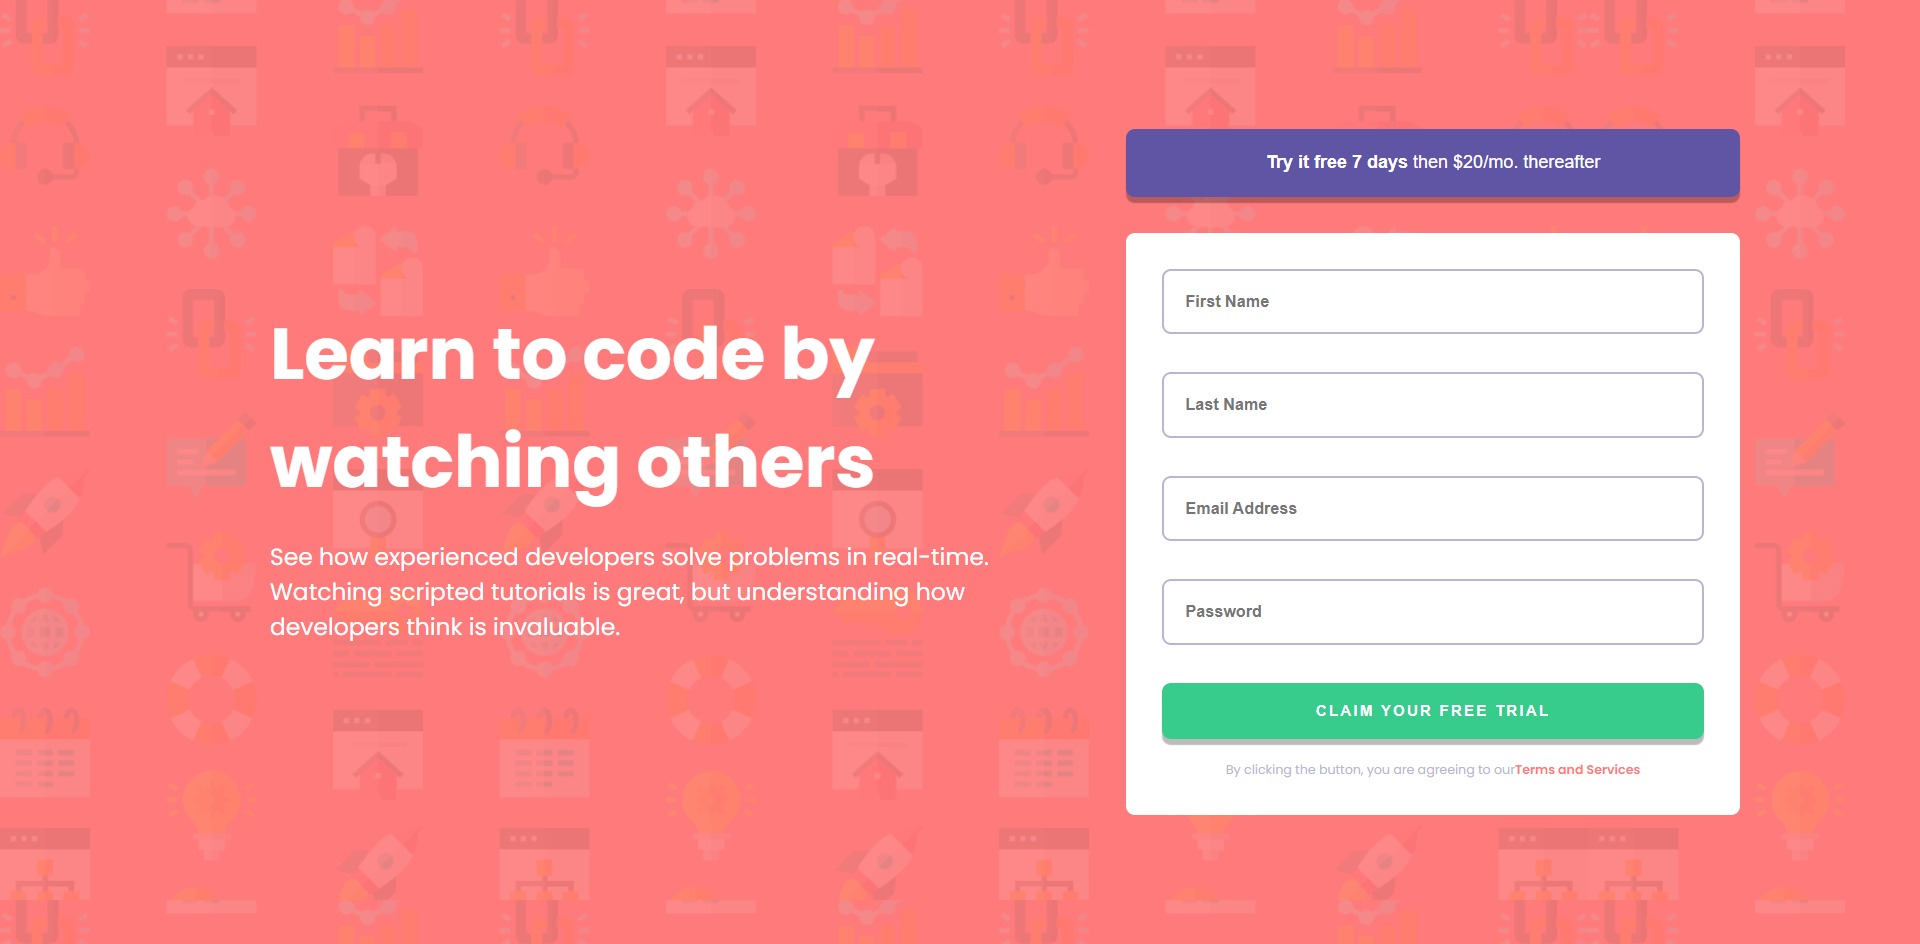 Learn to code by
watching others
See how experienced developers solve problems in real-time.
Watching scripted tutorials is great, but understanding how
developers think is invaluable.
Try it free 7 days then $20/mo. thereafter
First Name
Last Name
Email Address
Password
CLAIM YOUR FREE TRIAL
By clicking the button, you are agreeing to ourTerms and Services